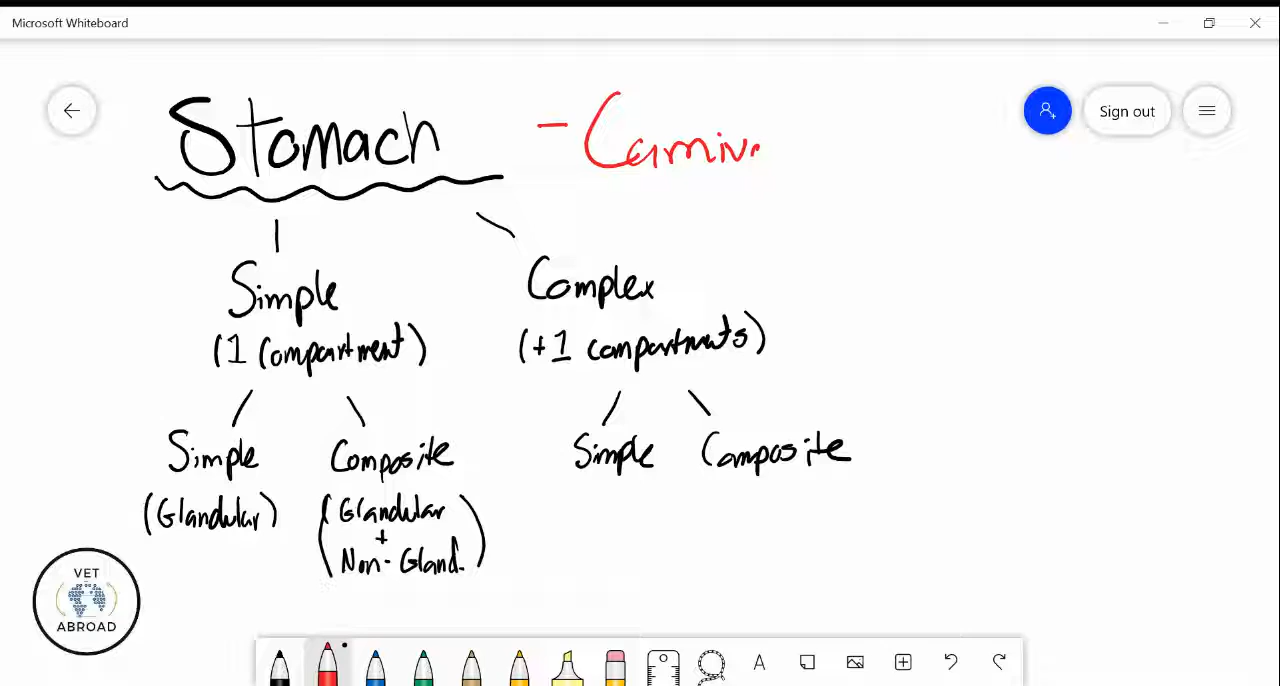 Microsoft Whiteboard
Sign out
Stomach - Carniv
Simple Complex
(1 Compartment) (+1 compartments)
Simple Composite Simple Composite
(Glandular) (Glandular
+
Non-Gland.)
VET
ABROAD
A